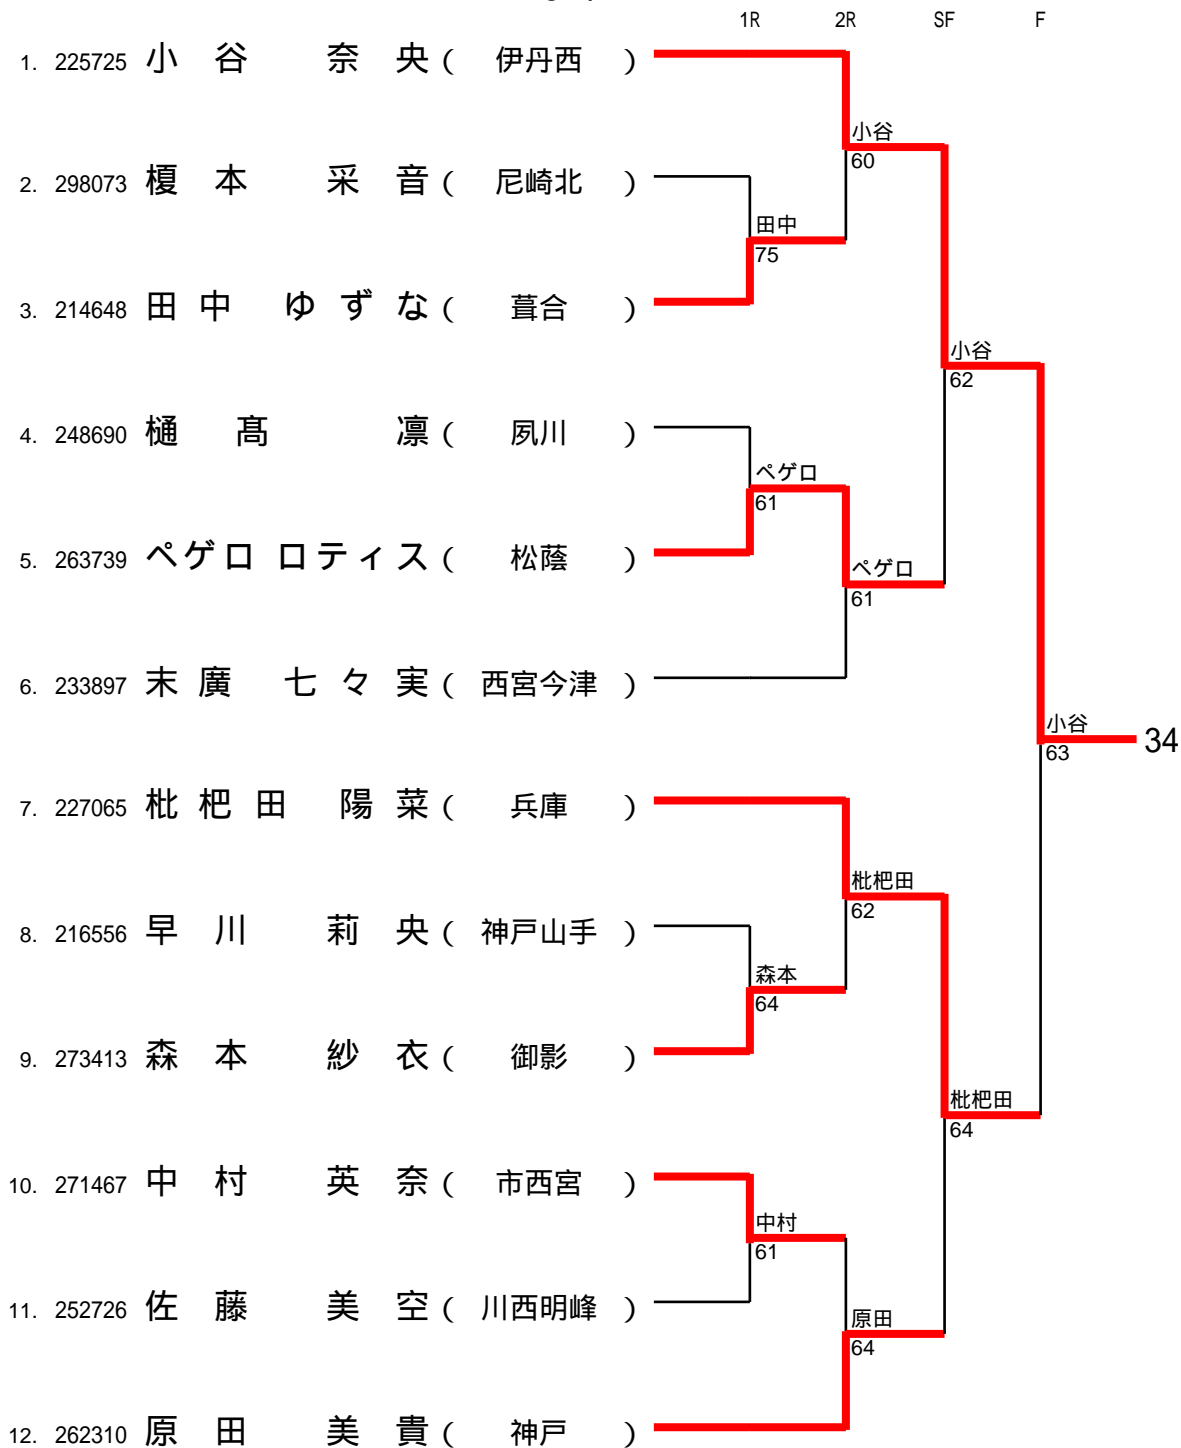 1R 2R SF F
1. 225725 小谷 奈央 ( 伊丹西 )
小谷
60
2. 298073 榎本 采音 ( 尼崎北 )
田中
75
3. 214648 田中 ゆずな ( 葺合 )
小谷
62
4. 248690 樋髙 凛 ( 夙川 )
ペゲロ
61
5. 263739 ペゲロ ロティス ( 松蔭 )
ペゲロ
61
6. 233897 末廣 七々実 ( 西宮今津 )
小谷
63
34
7. 227065 枇杷田 陽菜 ( 兵庫 )
枇杷田
62
8. 216556 早川 莉央 ( 神戸山手 )
森本
64
9. 273413 森本 紗衣 ( 御影 )
枇杷田
64
10. 271467 中村 英奈 ( 市西宮 )
中村
61
11. 252726 佐藤 美空 ( 川西明峰 )
原田
64
12. 262310 原田 美貴 ( 神戸 )